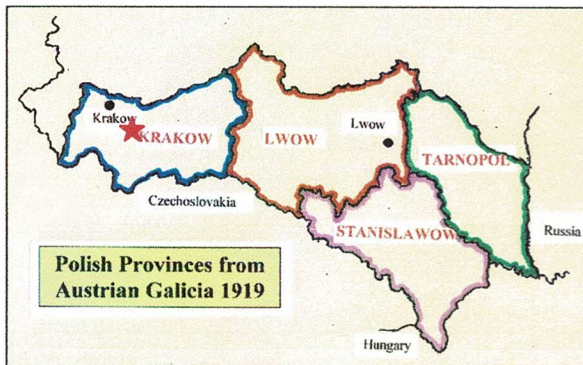 Krakow
KRAKOW
LWOW
Lwow
TARNOPOL
Czechoslovakia
STANISLAWOW
Russia
Polish Provinces from
Austrian Galicia 1919
Hungary